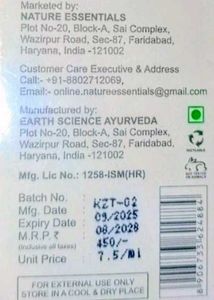 Marketed by:
NATURE ESSENTIALS
Plot No-20, Block-A, Sai Complex,
Wazirpur Road, Sec-87, Faridabad,
Haryana, India -121002
Customer Care Executive & Address
Call:- +91-8802712069,
Email:- online.natureessentials@gmail.com
Manufactured by:
EARTH SCIENCE AYURVEDA
Plot No-20, Block-A, Sai Complex,
Wazirpur Road, Sec-87, Faridabad,
Haryana, India - 121002
Mfg. Lic No.: 1258-ISM(HR)
Batch No. KZT-02
Mfg. Date 09/2025
Expiry Date 08/2028
M.R.P ₹ 450/-
(Inclusive all taxes)
Unit Price 7.5/Ml
FOR EXTERNAL USE ONLY
STORE IN A COOL & DRY PLACE
8906733624884